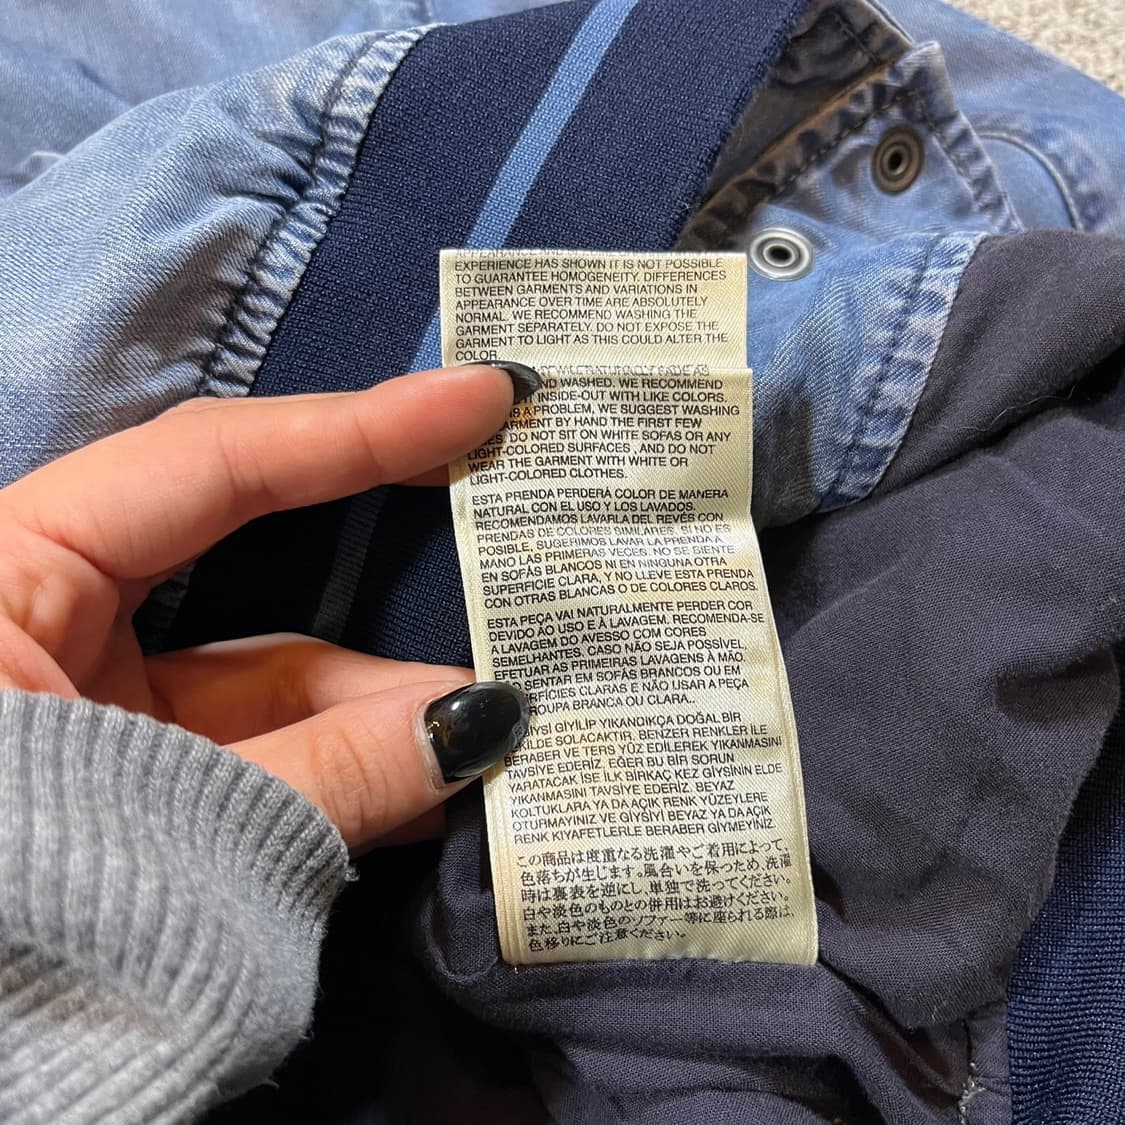 EXPERIENCE HAS SHOWN IT IS NOT POSSIBLE
TO GUARANTEE HOMOGENEITY. DIFFERENCES
BETWEEN GARMENTS AND VARIATIONS IN
APPEARANCE OVER TIME ARE ABSOLUTELY
NORMAL. WE RECOMMEND WASHING THE
GARMENT SEPARATELY. DO NOT EXPOSE THE
GARMENT TO LIGHT AS THIS COULD ALTER THE
COLOR.
WILL NATURALLY FADE AS
WASHED. WE RECOMMEND
INSIDE-OUT WITH LIKE COLORS.
A PROBLEM, WE SUGGEST WASHING
BY HAND THE FIRST FEW
DO NOT SIT ON WHITE SOFAS OR ANY
LIGHT-COLORED SURFACES , AND DO NOT
WEAR THE GARMENT WITH WHITE OR
LIGHT-COLORED CLOTHES.
ESTA PRENDA PERDERÁ COLOR DE MANERA
NATURAL CON EL USO Y LOS LAVADOS.
RECOMENDAMOS LAVARLA DEL REVÉS CON
PRENDAS DE COLORES SIMILARES. SI NO ES
POSIBLE, SUGERIMOS LAVAR LA PRENDA A
MANO LAS PRIMERAS VECES. NO SE SIENTE
EN SOFÁS BLANCOS NI EN NINGUNA OTRA
SUPERFICIE CLARA, Y NO LLEVE ESTA PRENDA
CON OTRAS BLANCAS O DE COLORES CLAROS.
ESTA PEÇA VAI NATURALMENTE PERDER COR
DEVIDO AO USO E À LAVAGEM. RECOMENDA-SE
A LAVAGEM DO AVESSO COM CORES
SEMELHANTES. CASO NÃO SEJA POSSÍVEL,
EFETUAR AS PRIMEIRAS LAVAGENS À MÃO.
SENTAR EM SOFÁS BRANCOS OU EM
CLARAS E NÃO USAR A PEÇA
ROUPA BRANCA OU CLARA..
GİYİLİP YIKANDIKÇA DOĞAL BİR
SOLACAKTIR. BENZER RENKLER İLE
BERABER VE TERS YÜZ EDİLEREK YIKANMASINI
TAVSİYE EDERİZ. EĞER BU BİR SORUN
YARATACAK İSE İLK BİRKAÇ KEZ GİYSİNİN ELDE
YIKANMASINI TAVSİYE EDERİZ. BEYAZ
KOLTUKLARA YA DA AÇIK RENK YÜZEYLERE
OTURMAYINIZ VE GİYSİYİ BEYAZ YA DA AÇIK
RENK KIYAFETLERLE BERABER GİYMEYİNİZ.
この商品は度重なる洗濯やご着用によって、
色落ちが生じます。風合いを保つため、洗濯
時は裏表を逆にし、単独で洗ってください。
白や淡色のものとの併用はお避けください。
また、白や淡色のソファー等に座られる際は、
色移りにご注意ください。